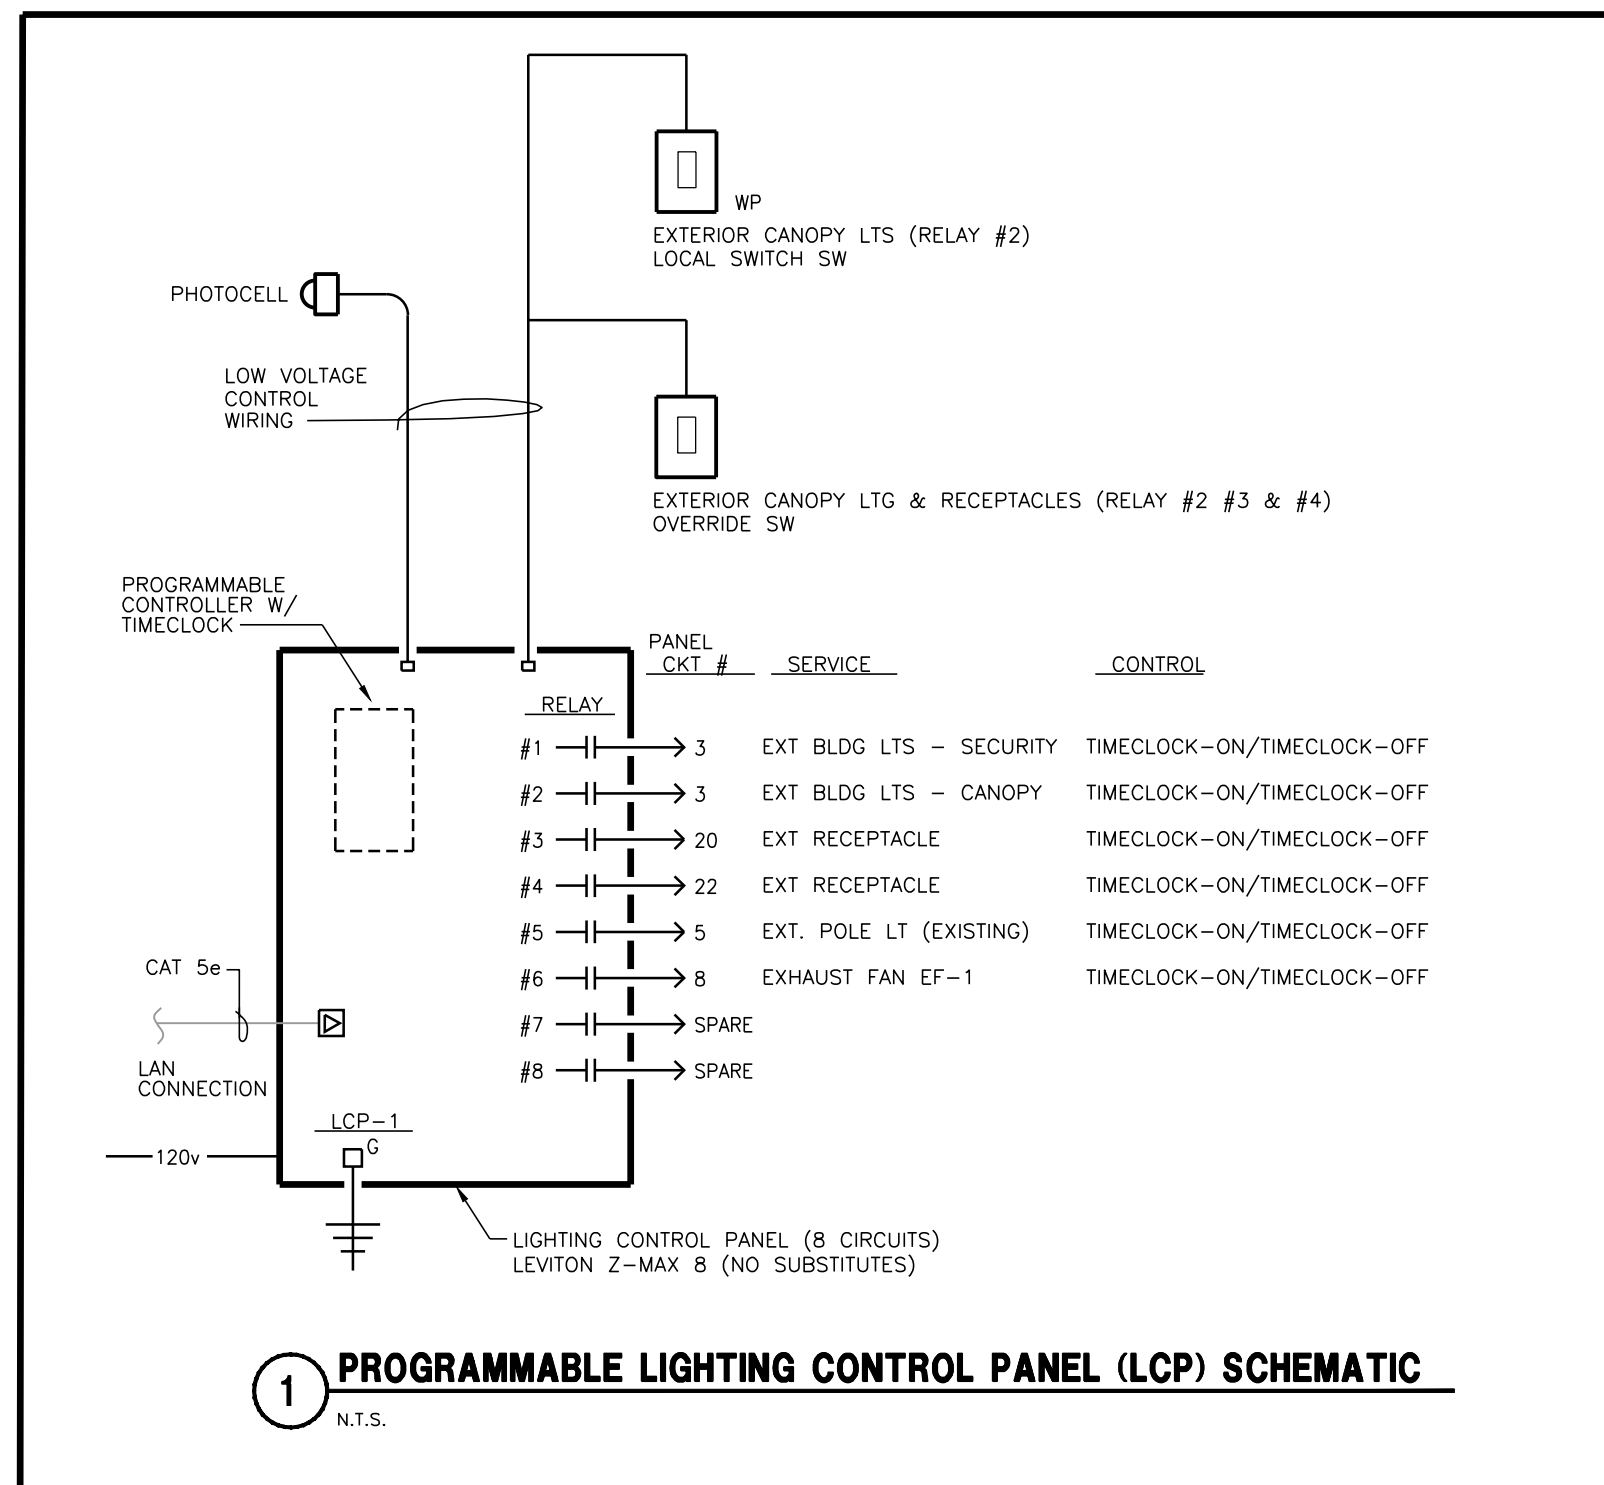 WP
EXTERIOR CANOPY LTS (RELAY #2)
LOCAL SWITCH SW
PHOTOCELL
LOW VOLTAGE
CONTROL
WIRING
EXTERIOR CANOPY LTG & RECEPTACLES (RELAY #2 #3 & #4)
OVERRIDE SW
PROGRAMMABLE
CONTROLLER W/
TIMECLOCK
PANEL
CKT # SERVICE CONTROL
RELAY
#1 3 EXT BLDG LTS - SECURITY TIMECLOCK-ON/TIMECLOCK-OFF
#2 3 EXT BLDG LTS - CANOPY TIMECLOCK-ON/TIMECLOCK-OFF
#3 20 EXT RECEPTACLE TIMECLOCK-ON/TIMECLOCK-OFF
#4 22 EXT RECEPTACLE TIMECLOCK-ON/TIMECLOCK-OFF
#5 5 EXT. POLE LT (EXISTING) TIMECLOCK-ON/TIMECLOCK-OFF
#6 8 EXHAUST FAN EF-1 TIMECLOCK-ON/TIMECLOCK-OFF
#7 SPARE
#8 SPARE
CAT 5e
LAN
CONNECTION
LCP-1
G
120v
LIGHTING CONTROL PANEL (8 CIRCUITS)
LEVITON Z-MAX 8 (NO SUBSTITUTES)
1 PROGRAMMABLE LIGHTING CONTROL PANEL (LCP) SCHEMATIC
N.T.S.